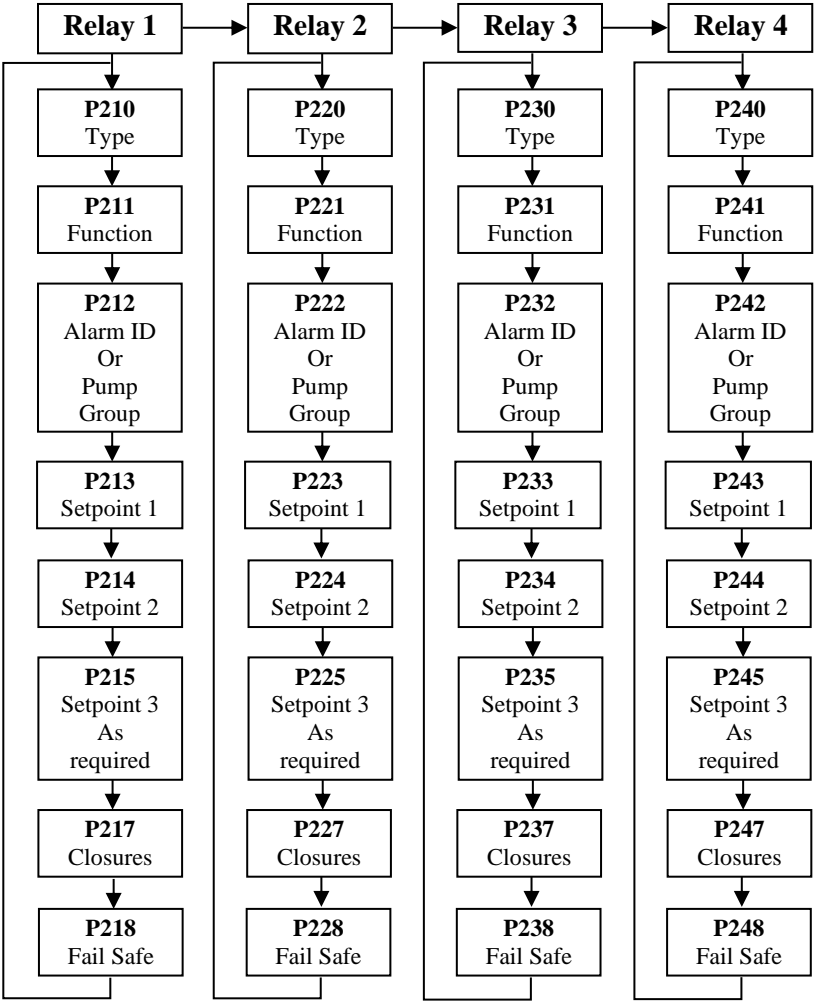 Relay 1
Relay 2
Relay 3
Relay 4
P210
Type
P220
Type
P230
Type
P240
Type
P211
Function
P221
Function
P231
Function
P241
Function
P212
Alarm ID
Or
Pump
Group
P222
Alarm ID
Or
Pump
Group
P232
Alarm ID
Or
Pump
Group
P242
Alarm ID
Or
Pump
Group
P213
Setpoint 1
P223
Setpoint 1
P233
Setpoint 1
P243
Setpoint 1
P214
Setpoint 2
P224
Setpoint 2
P234
Setpoint 2
P244
Setpoint 2
P215
Setpoint 3
As
required
P225
Setpoint 3
As
required
P235
Setpoint 3
As
required
P245
Setpoint 3
As
required
P217
Closures
P227
Closures
P237
Closures
P247
Closures
P218
Fail Safe
P228
Fail Safe
P238
Fail Safe
P248
Fail Safe